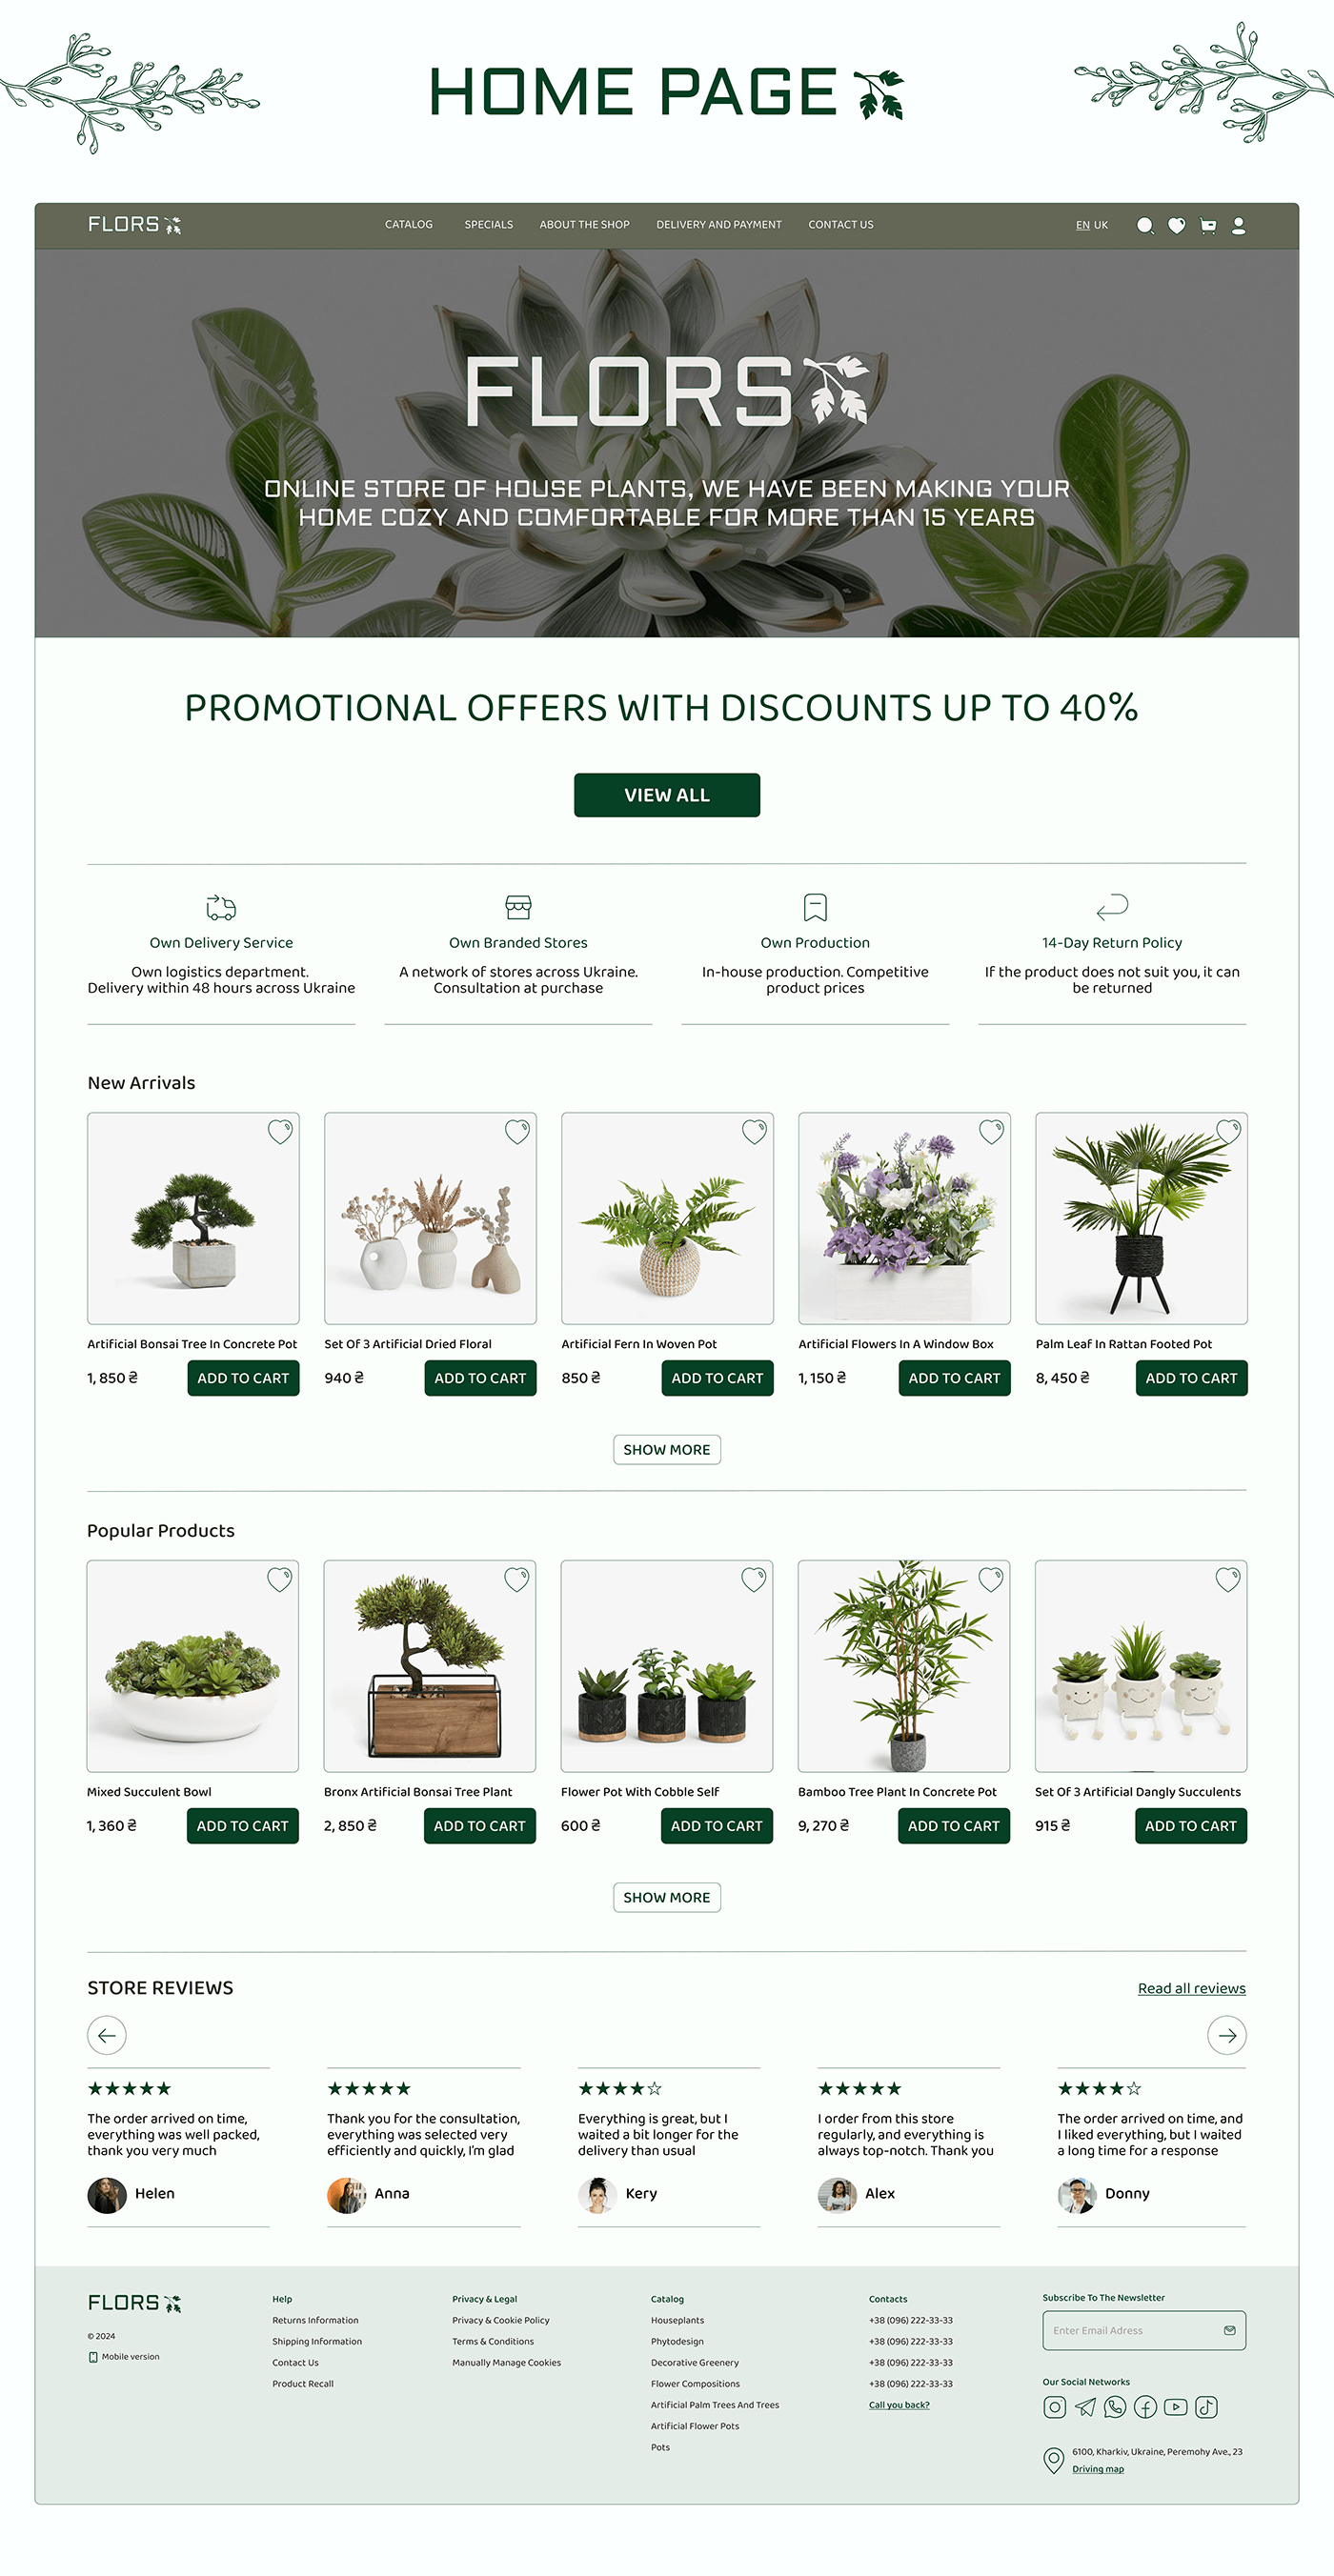 HOME PAGE
FLORS
CATALOG
SPECIALS
ABOUT THE SHOP
DELIVERY AND PAYMENT
CONTACT US
EN UK
FLORS
ONLINE STORE OF HOUSE PLANTS, WE HAVE BEEN MAKING YOUR
HOME COZY AND COMFORTABLE FOR MORE THAN 15 YEARS
PROMOTIONAL OFFERS WITH DISCOUNTS UP TO 40%
VIEW ALL
Own Delivery Service
Own logistics department.
Delivery within 48 hours across Ukraine
Own Branded Stores
A network of stores across Ukraine.
Consultation at purchase
Own Production
In-house production. Competitive
product prices
14-Day Return Policy
If the product does not suit you, it can
be returned
New Arrivals
Artificial Bonsai Tree In Concrete Pot
1, 850 ₴
ADD TO CART
Set Of 3 Artificial Dried Floral
940 ₴
ADD TO CART
Artificial Fern In Woven Pot
850 ₴
ADD TO CART
Artificial Flowers In A Window Box
1, 150 ₴
ADD TO CART
Palm Leaf In Rattan Footed Pot
8, 450 ₴
ADD TO CART
SHOW MORE
Popular Products
Mixed Succulent Bowl
1, 360 ₴
ADD TO CART
Bronx Artificial Bonsai Tree Plant
2, 850 ₴
ADD TO CART
Flower Pot With Cobble Self
600 ₴
ADD TO CART
Bamboo Tree Plant In Concrete Pot
9, 270 ₴
ADD TO CART
Set Of 3 Artificial Dangly Succulents
915 ₴
ADD TO CART
SHOW MORE
STORE REVIEWS
Read all reviews
The order arrived on time,
everything was well packed,
thank you very much
Helen
Thank you for the consultation,
everything was selected very
efficiently and quickly, I'm glad
Anna
Everything is great, but I
waited a bit longer for the
delivery than usual
Kery
I order from this store
regularly, and everything is
always top-notch. Thank you
Alex
The order arrived on time, and
I liked everything, but I waited
a long time for a response
Donny
FLORS
© 2024
Mobile version
Help
Returns Information
Shipping Information
Contact Us
Product Recall
Privacy & Legal
Privacy & Cookie Policy
Terms & Conditions
Manually Manage Cookies
Catalog
Houseplants
Phytodesign
Decorative Greenery
Flower Compositions
Artificial Palm Trees And Trees
Artificial Flower Pots
Pots
Contacts
+38 (096) 222-33-33
+38 (096) 222-33-33
+38 (096) 222-33-33
+38 (096) 222-33-33
Call you back?
Subscribe To The Newsletter
Enter Email Adress
Our Social Networks
6100, Kharkiv, Ukraine, Peremohy Ave., 23
Driving map